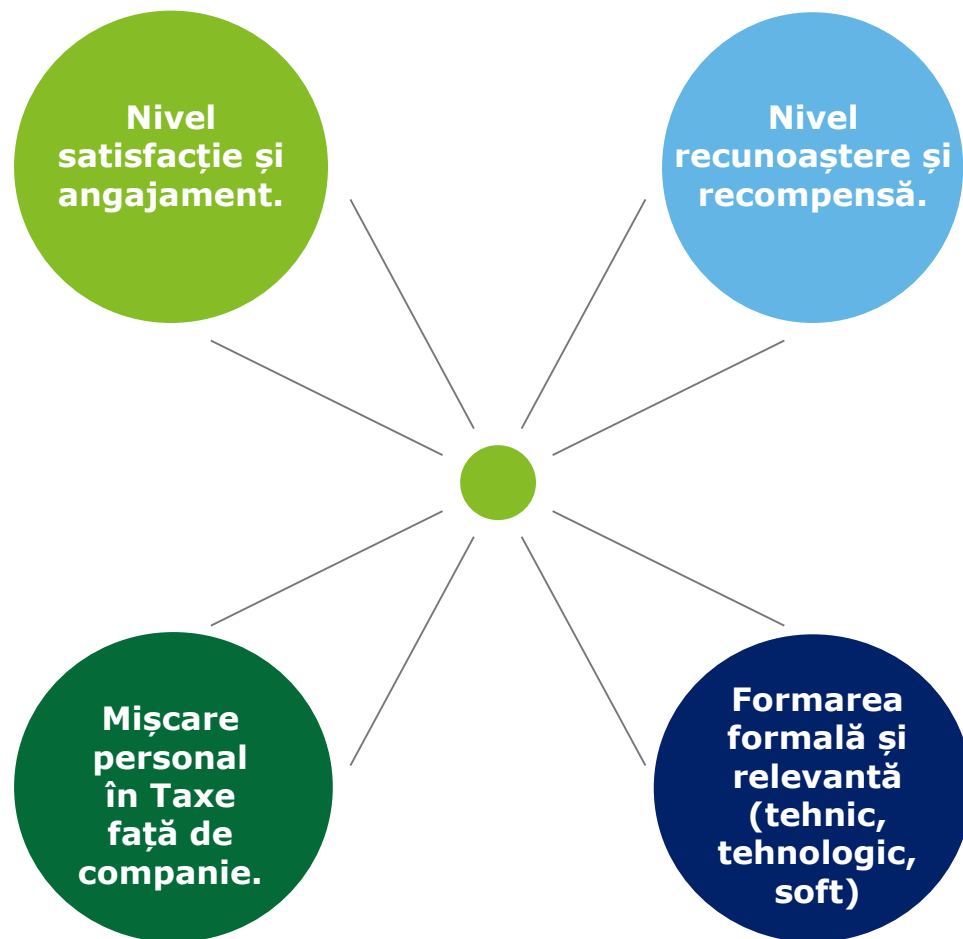 Nivel
satisfacție și
angajament.
Nivel
recunoaștere și
recompensă.
Mișcare
personal
în Taxe
față de
companie.
Formarea
formală și
relevantă
(tehnic,
tehnologic,
soft)